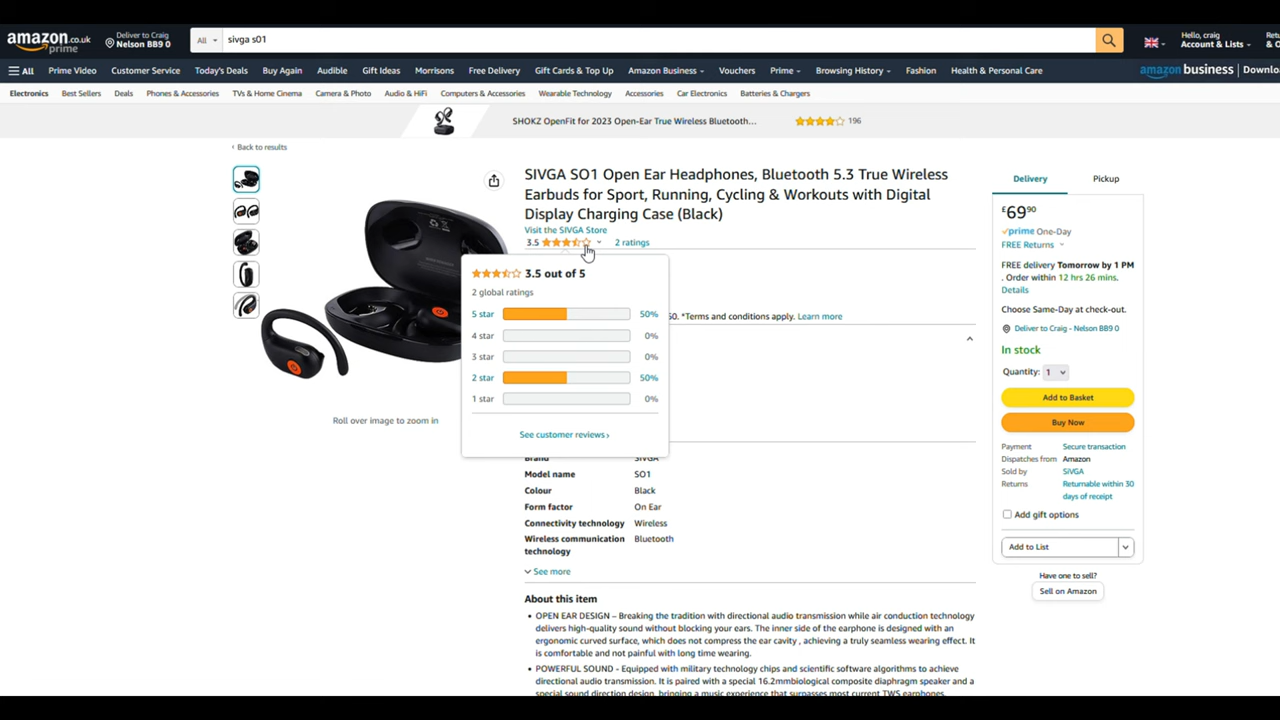 amazon.co.uk
prime
Deliver to Craig
Nelson BB9 0
All
sivga s01
Hello, craig
Account & Lists
Retu
& O
All
Prime Video
Customer Service
Today's Deals
Buy Again
Audible
Gift Ideas
Morrisons
Free Delivery
Gift Cards & Top Up
Amazon Business
Vouchers
Prime
Browsing History
Fashion
Health & Personal Care
amazon business
Downlo
Electronics
Best Sellers
Deals
Phones & Accessories
TVs & Home Cinema
Camera & Photo
Audio & HiFi
Computers & Accessories
Wearable Technology
Accessories
Car Electronics
Batteries & Chargers
SHOKZ OpenFit for 2023 Open-Ear True Wireless Bluetooth...
196
‹ Back to results
SIVGA SO1 Open Ear Headphones, Bluetooth 5.3 True Wireless
Earbuds for Sport, Running, Cycling & Workouts with Digital
Display Charging Case (Black)
Visit the SIVGA Store
3.5
2 ratings
3.5 out of 5
2 global ratings
5 star
50%
4 star
0%
3 star
0%
2 star
50%
1 star
0%
See customer reviews ›
0. *Terms and conditions apply. Learn more
Roll over image to zoom in
Brand
SIVGA
Model name
SO1
Colour
Black
Form factor
On Ear
Connectivity technology
Wireless
Wireless communication
technology
Bluetooth
See more
About this item
• OPEN EAR DESIGN – Breaking the tradition with directional audio transmission while air conduction technology
delivers high-quality sound without blocking your ears. The inner side of the earphone is designed with an
ergonomic curved surface, which does not compress the ear cavity , achieving a truly seamless wearing effect. It
is comfortable and not painful with long time wearing.
• POWERFUL SOUND - Equipped with military technology chips and scientific software algorithms to achieve
directional audio transmission. It is paired with a special 16.2mmbiological composite diaphragm speaker and a
special sound direction design, bringing a music experience that surpasses most current TWS earphones.
Delivery
Pickup
£69⁹⁰
prime One-Day
FREE Returns
FREE delivery Tomorrow by 1 PM
. Order within 12 hrs 26 mins.
Details
Choose Same-Day at check-out.
Deliver to Craig - Nelson BB9 0
In stock
Quantity: 1
Add to Basket
Buy Now
Payment
Secure transaction
Dispatches from
Amazon
Sold by
SIVGA
Returns
Returnable within 30
days of receipt
Add gift options
Add to List
Have one to sell?
Sell on Amazon